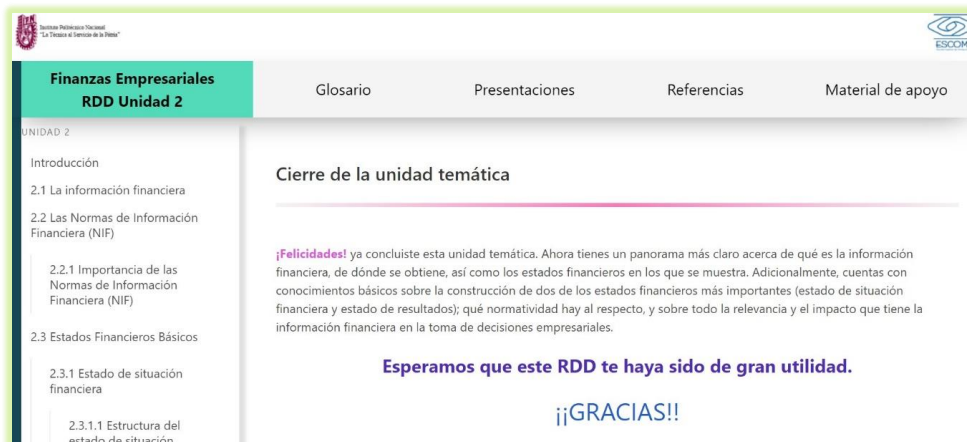 Instituto Politécnico Nacional
"La Técnica al Servicio de la Patria"
ESCOM
Finanzas Empresariales
RDD Unidad 2
Glosario
Presentaciones
Referencias
Material de apoyo
UNIDAD 2
Introducción
2.1 La información financiera
2.2 Las Normas de Información
Financiera (NIF)
2.2.1 Importancia de las
Normas de Información
Financiera (NIF)
2.3 Estados Financieros Básicos
2.3.1 Estado de situación
financiera
2.3.1.1 Estructura del
estado de situación
Cierre de la unidad temática
¡Felicidades! ya concluiste esta unidad temática. Ahora tienes un panorama más claro acerca de qué es la información
financiera, de dónde se obtiene, así como los estados financieros en los que se muestra. Adicionalmente, cuentas con
conocimientos básicos sobre la construcción de dos de los estados financieros más importantes (estado de situación
financiera y estado de resultados); qué normatividad hay al respecto, y sobre todo la relevancia y el impacto que tiene la
información financiera en la toma de decisiones empresariales.
Esperamos que este RDD te haya sido de gran utilidad.
¡¡GRACIAS!!